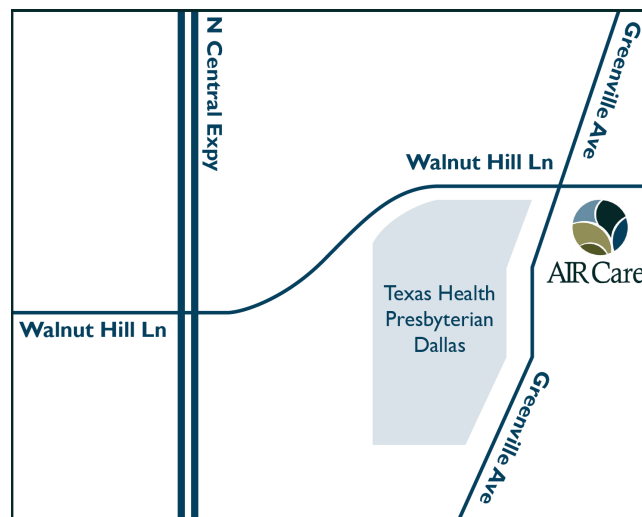 N Central Expy
Greenville Ave
Walnut Hill Ln
AIR Care
Texas Health
Presbyterian
Dallas
Walnut Hill Ln
Greenville Ave